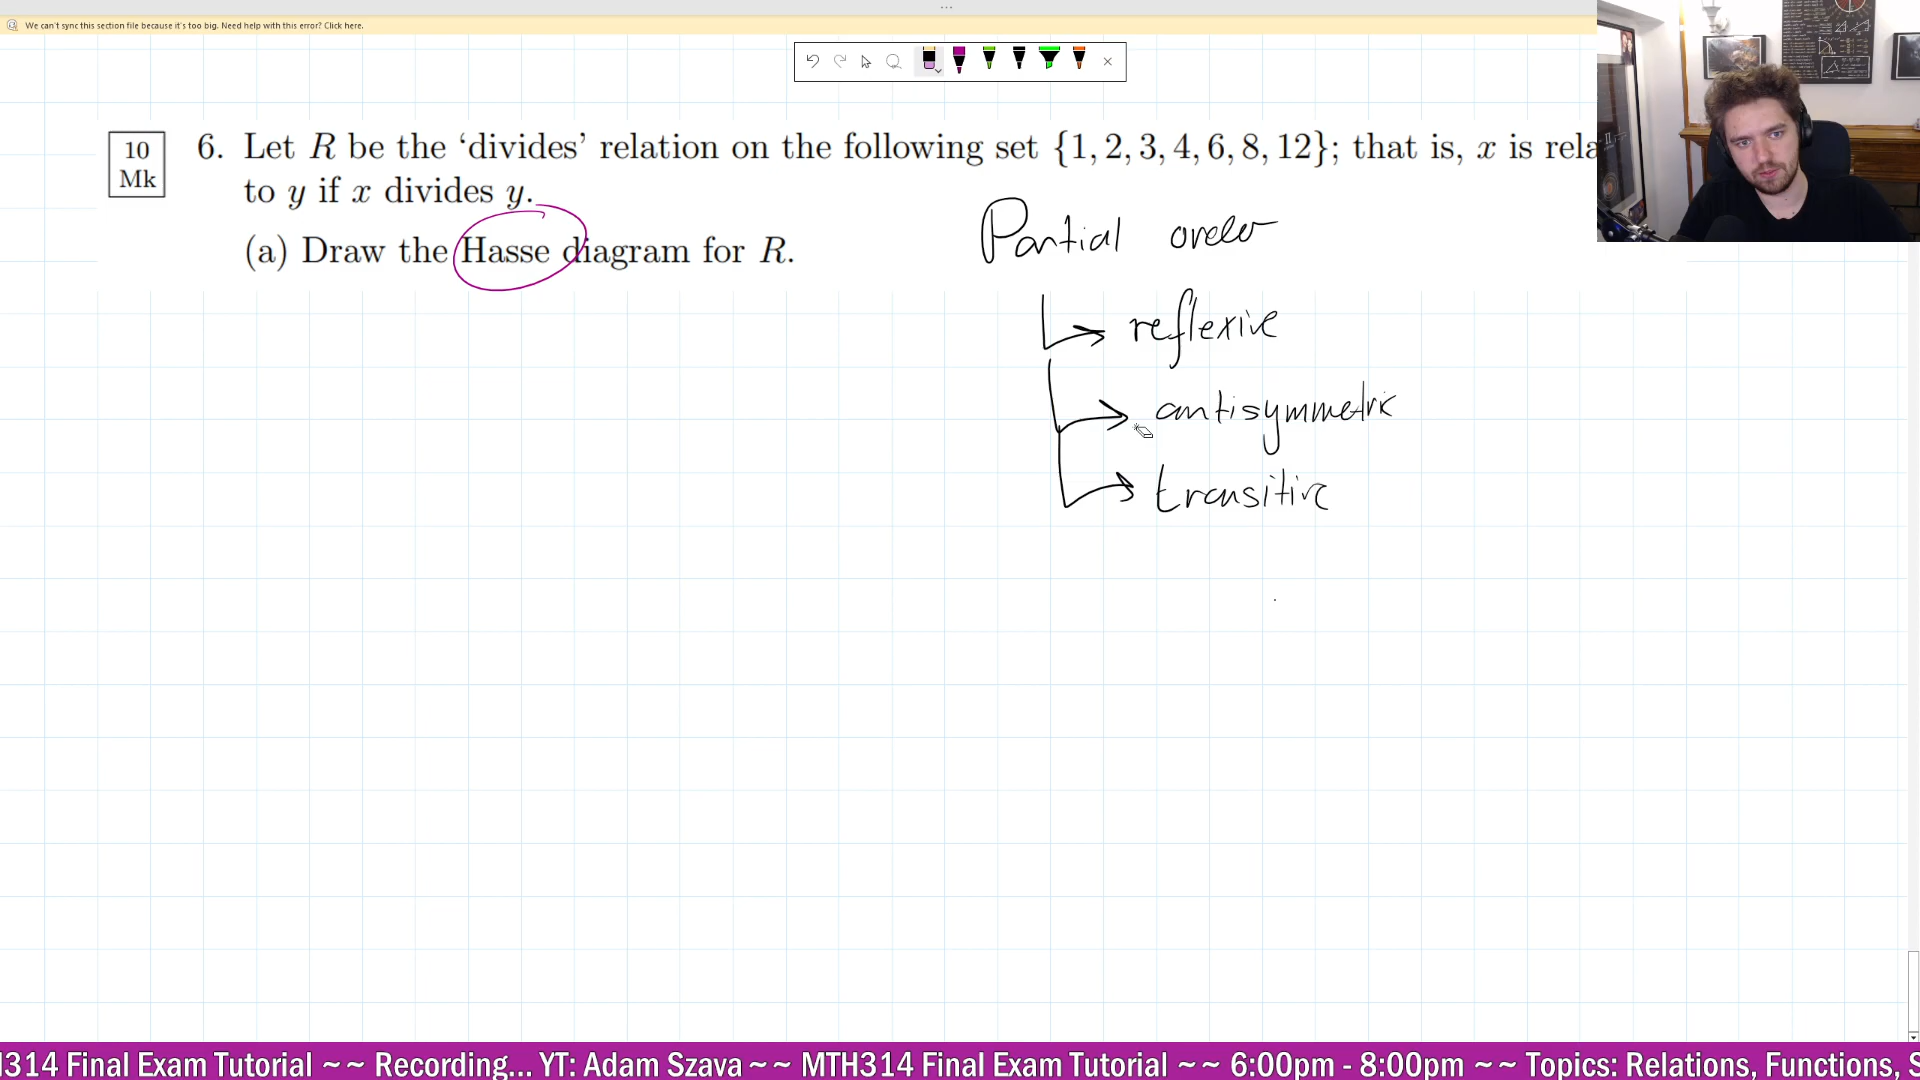 We can't sync this section file because it's too big. Need help with this error? Click here.
10
Mk
6. Let R be the ‘divides’ relation on the following set {1, 2, 3, 4, 6, 8, 12}; that is, x is rela
to y if x divides y.
(a) Draw the Hasse diagram for R.
Partial order
reflexive
antisymmetric
transitive
H314 Final Exam Tutorial ~~ Recording... YT: Adam Szava ~~ MTH314 Final Exam Tutorial ~~ 6:00pm - 8:00pm ~~ Topics: Relations, Functions, S